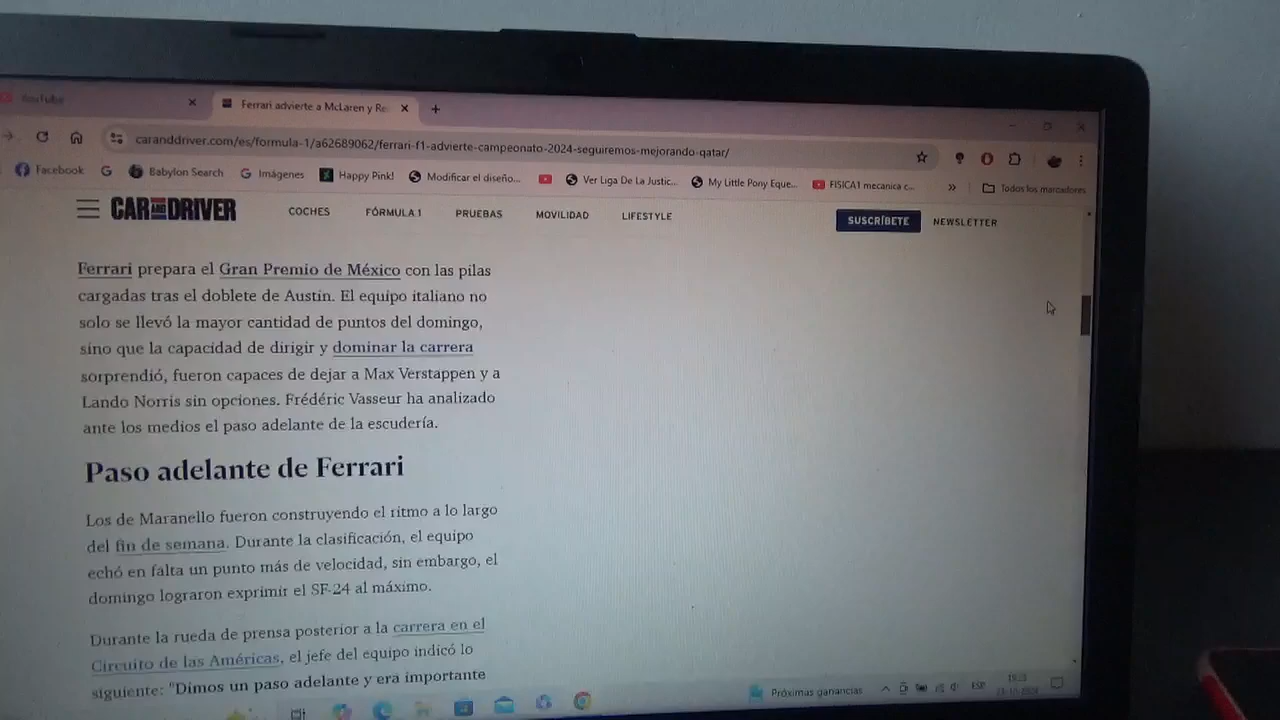 YouTube
Ferrari advierte a McLaren y Re
caranddriver.com/es/formula-1/a62689062/ferrari-f1-advierte-campeonato-2024-seguiremos-mejorando-qatar/
Facebook
Babylon Search
Imágenes
Happy Pink!
Modificar el diseño...
Ver Liga De La Justic...
My Little Pony Eque...
FISICA1 mecanica c...
Todos los marcadores
CAR AND DRIVER
COCHES
FÓRMULA 1
PRUEBAS
MOVILIDAD
LIFESTYLE
SUSCRÍBETE
NEWSLETTER
Ferrari prepara el Gran Premio de México con las pilas
cargadas tras el doblete de Austin. El equipo italiano no
solo se llevó la mayor cantidad de puntos del domingo,
sino que la capacidad de dirigir y dominar la carrera
sorprendió, fueron capaces de dejar a Max Verstappen y a
Lando Norris sin opciones. Frédéric Vasseur ha analizado
ante los medios el paso adelante de la escudería.
Paso adelante de Ferrari
Los de Maranello fueron construyendo el ritmo a lo largo
del fin de semana. Durante la clasificación, el equipo
echó en falta un punto más de velocidad, sin embargo, el
domingo lograron exprimir el SF-24 al máximo.
Durante la rueda de prensa posterior a la carrera en el
Circuito de las Américas, el jefe del equipo indicó lo
siguiente: "Dimos un paso adelante y era importante
Próximas ganancias
ESP